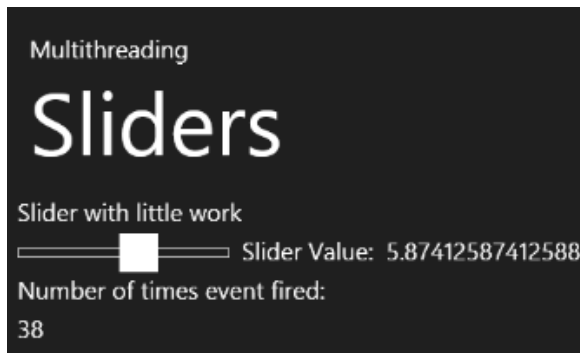 Multithreading
Sliders
Slider with little work
Slider Value: 5.87412587412588
Number of times event fired:
38